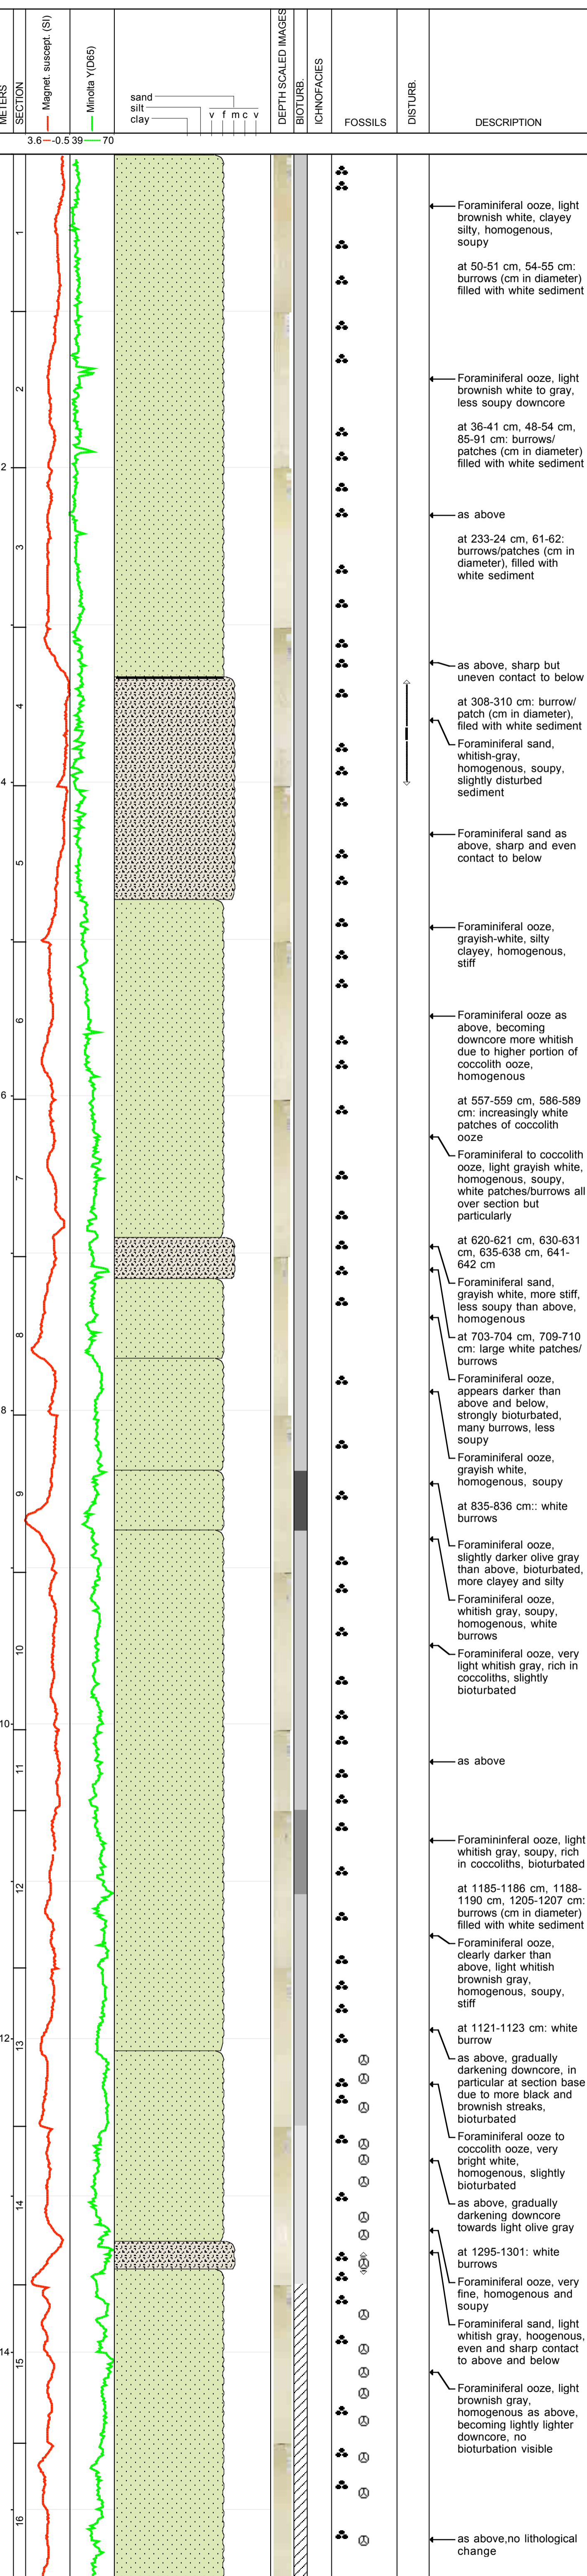 METERS
SECTION
Magnet. suscept. (SI)
Minolta Y(D65)
sand
silt
clay
v f m c v
DEPTH SCALED IMAGES
BIOTURB.
ICHNOFACIES
FOSSILS
DISTURB.
DESCRIPTION
3.6 -0.5 39 70
1
2
2
3
4
4
5
6
6
7
8
8
9
10
10
11
12
12
13
14
14
15
16
Foraminiferal ooze, light
brownish white, clayey
silty, homogenous,
soupy
at 50-51 cm, 54-55 cm:
burrows (cm in diameter)
filled with white sediment
Foraminiferal ooze, light
brownish white to gray,
less soupy downcore
at 36-41 cm, 48-54 cm,
85-91 cm: burrows/
patches (cm in diameter)
filled with white sediment
as above
at 233-24 cm, 61-62:
burrows/patches (cm in
diameter), filled with
white sediment
as above, sharp but
uneven contact to below
at 308-310 cm: burrow/
patch (cm in diameter),
filed with white sediment
Foraminiferal sand,
whitish-gray,
homogenous, soupy,
slightly disturbed
sediment
Foraminiferal sand as
above, sharp and even
contact to below
Foraminiferal ooze,
grayish-white, silty
clayey, homogenous,
stiff
Foraminiferal ooze as
above, becoming
downcore more whitish
due to higher portion of
coccolith ooze,
homogenous
at 557-559 cm, 586-589
cm: increasingly white
patches of coccolith
ooze
Foraminiferal to coccolith
ooze, light grayish white,
homogenous, soupy,
white patches/burrows all
over section but
particularly
at 620-621 cm, 630-631
cm, 635-638 cm, 641-
642 cm
Foraminiferal sand,
grayish white, more stiff,
less soupy than above,
homogenous
at 703-704 cm, 709-710
cm: large white patches/
burrows
Foraminiferal ooze,
appears darker than
above and below,
strongly bioturbated,
many burrows, less
soupy
Foraminiferal ooze,
grayish white,
homogenous, soupy
at 835-836 cm:: white
burrows
Foraminiferal ooze,
slightly darker olive gray
than above, bioturbated,
more clayey and silty
Foraminiferal ooze,
whitish gray, soupy,
homogenous, white
burrows
Foraminiferal ooze, very
light whitish gray, rich in
coccoliths, slightly
bioturbated
as above
Foramininferal ooze, light
whitish gray, soupy, rich
in coccoliths, bioturbated
at 1185-1186 cm, 1188-
1190 cm, 1205-1207 cm:
burrows (cm in diameter)
filled with white sediment
Foraminiferal ooze,
clearly darker than
above, light whitish
brownish gray,
homogenous, soupy,
stiff
at 1121-1123 cm: white
burrow
as above, gradually
darkening downcore, in
particular at section base
due to more black and
brownish streaks,
bioturbated
Foraminiferal ooze to
coccolith ooze, very
bright white,
homogenous, slightly
bioturbated
as above, gradually
darkening downcore
towards light olive gray
at 1295-1301: white
burrows
Foraminiferal ooze, very
fine, homogenous and
soupy
Foraminiferal sand, light
whitish gray, hoogenous,
even and sharp contact
to above and below
Foraminiferal ooze, light
brownish gray,
homogenous as above,
becoming lightly lighter
downcore, no
bioturbation visible
as above,no lithological
change